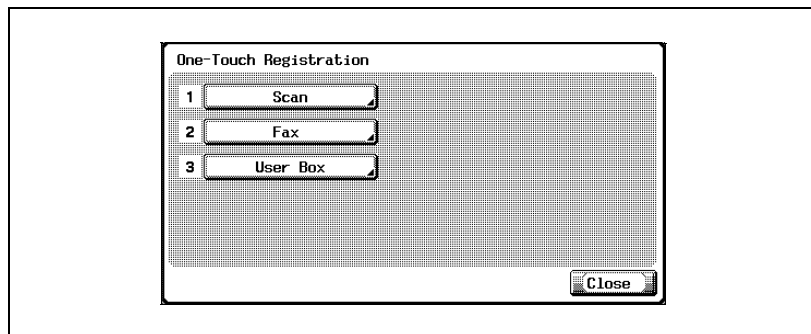 One-Touch Registration
1 Scan
2 Fax
3 User Box
Close